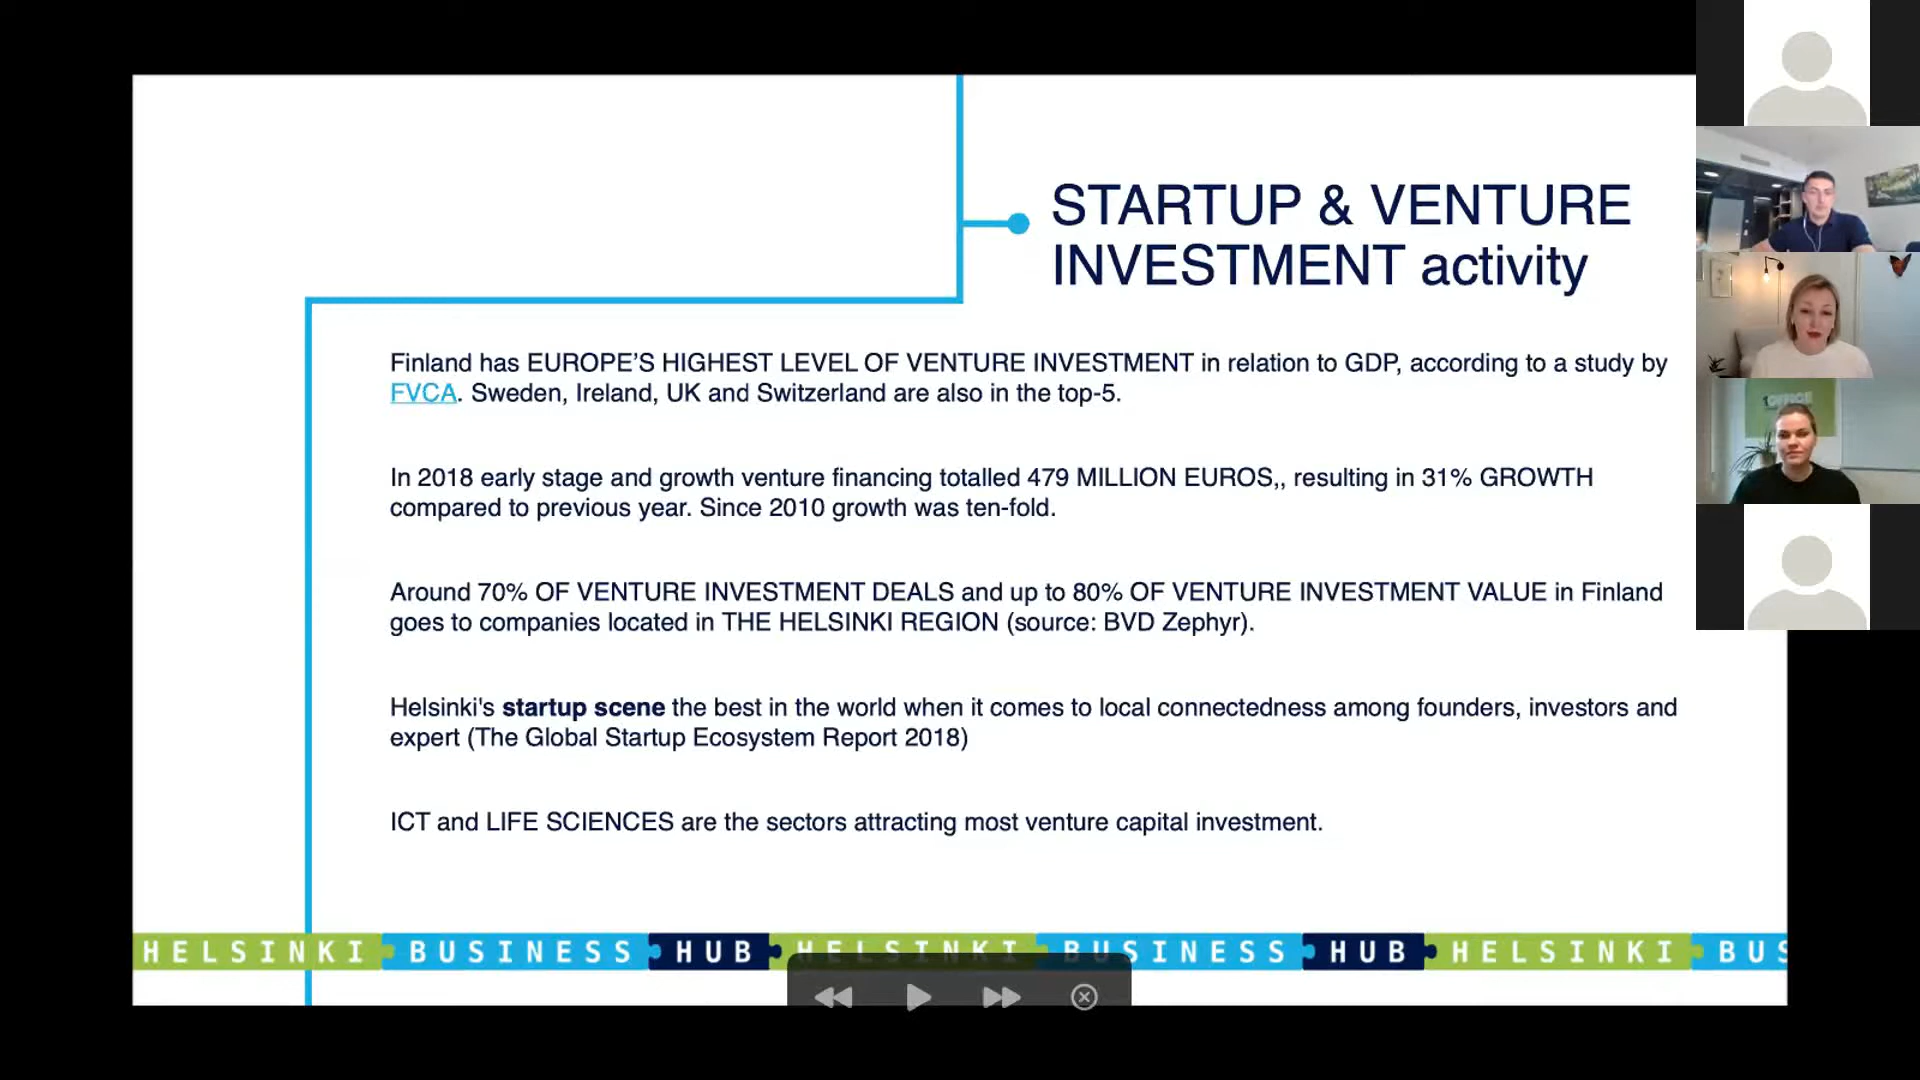 STARTUP & VENTURE
INVESTMENT activity
Finland has EUROPE’S HIGHEST LEVEL OF VENTURE INVESTMENT in relation to GDP, according to a study by
FVCA. Sweden, Ireland, UK and Switzerland are also in the top-5.
In 2018 early stage and growth venture financing totalled 479 MILLION EUROS,, resulting in 31% GROWTH
compared to previous year. Since 2010 growth was ten-fold.
Around 70% OF VENTURE INVESTMENT DEALS and up to 80% OF VENTURE INVESTMENT VALUE in Finland
goes to companies located in THE HELSINKI REGION (source: BVD Zephyr).
Helsinki's startup scene the best in the world when it comes to local connectedness among founders, investors and
expert (The Global Startup Ecosystem Report 2018)
ICT and LIFE SCIENCES are the sectors attracting most venture capital investment.
HELSINKI BUSINESS HUB HELSINKI BUSINESS HUB HELSINKI BUS